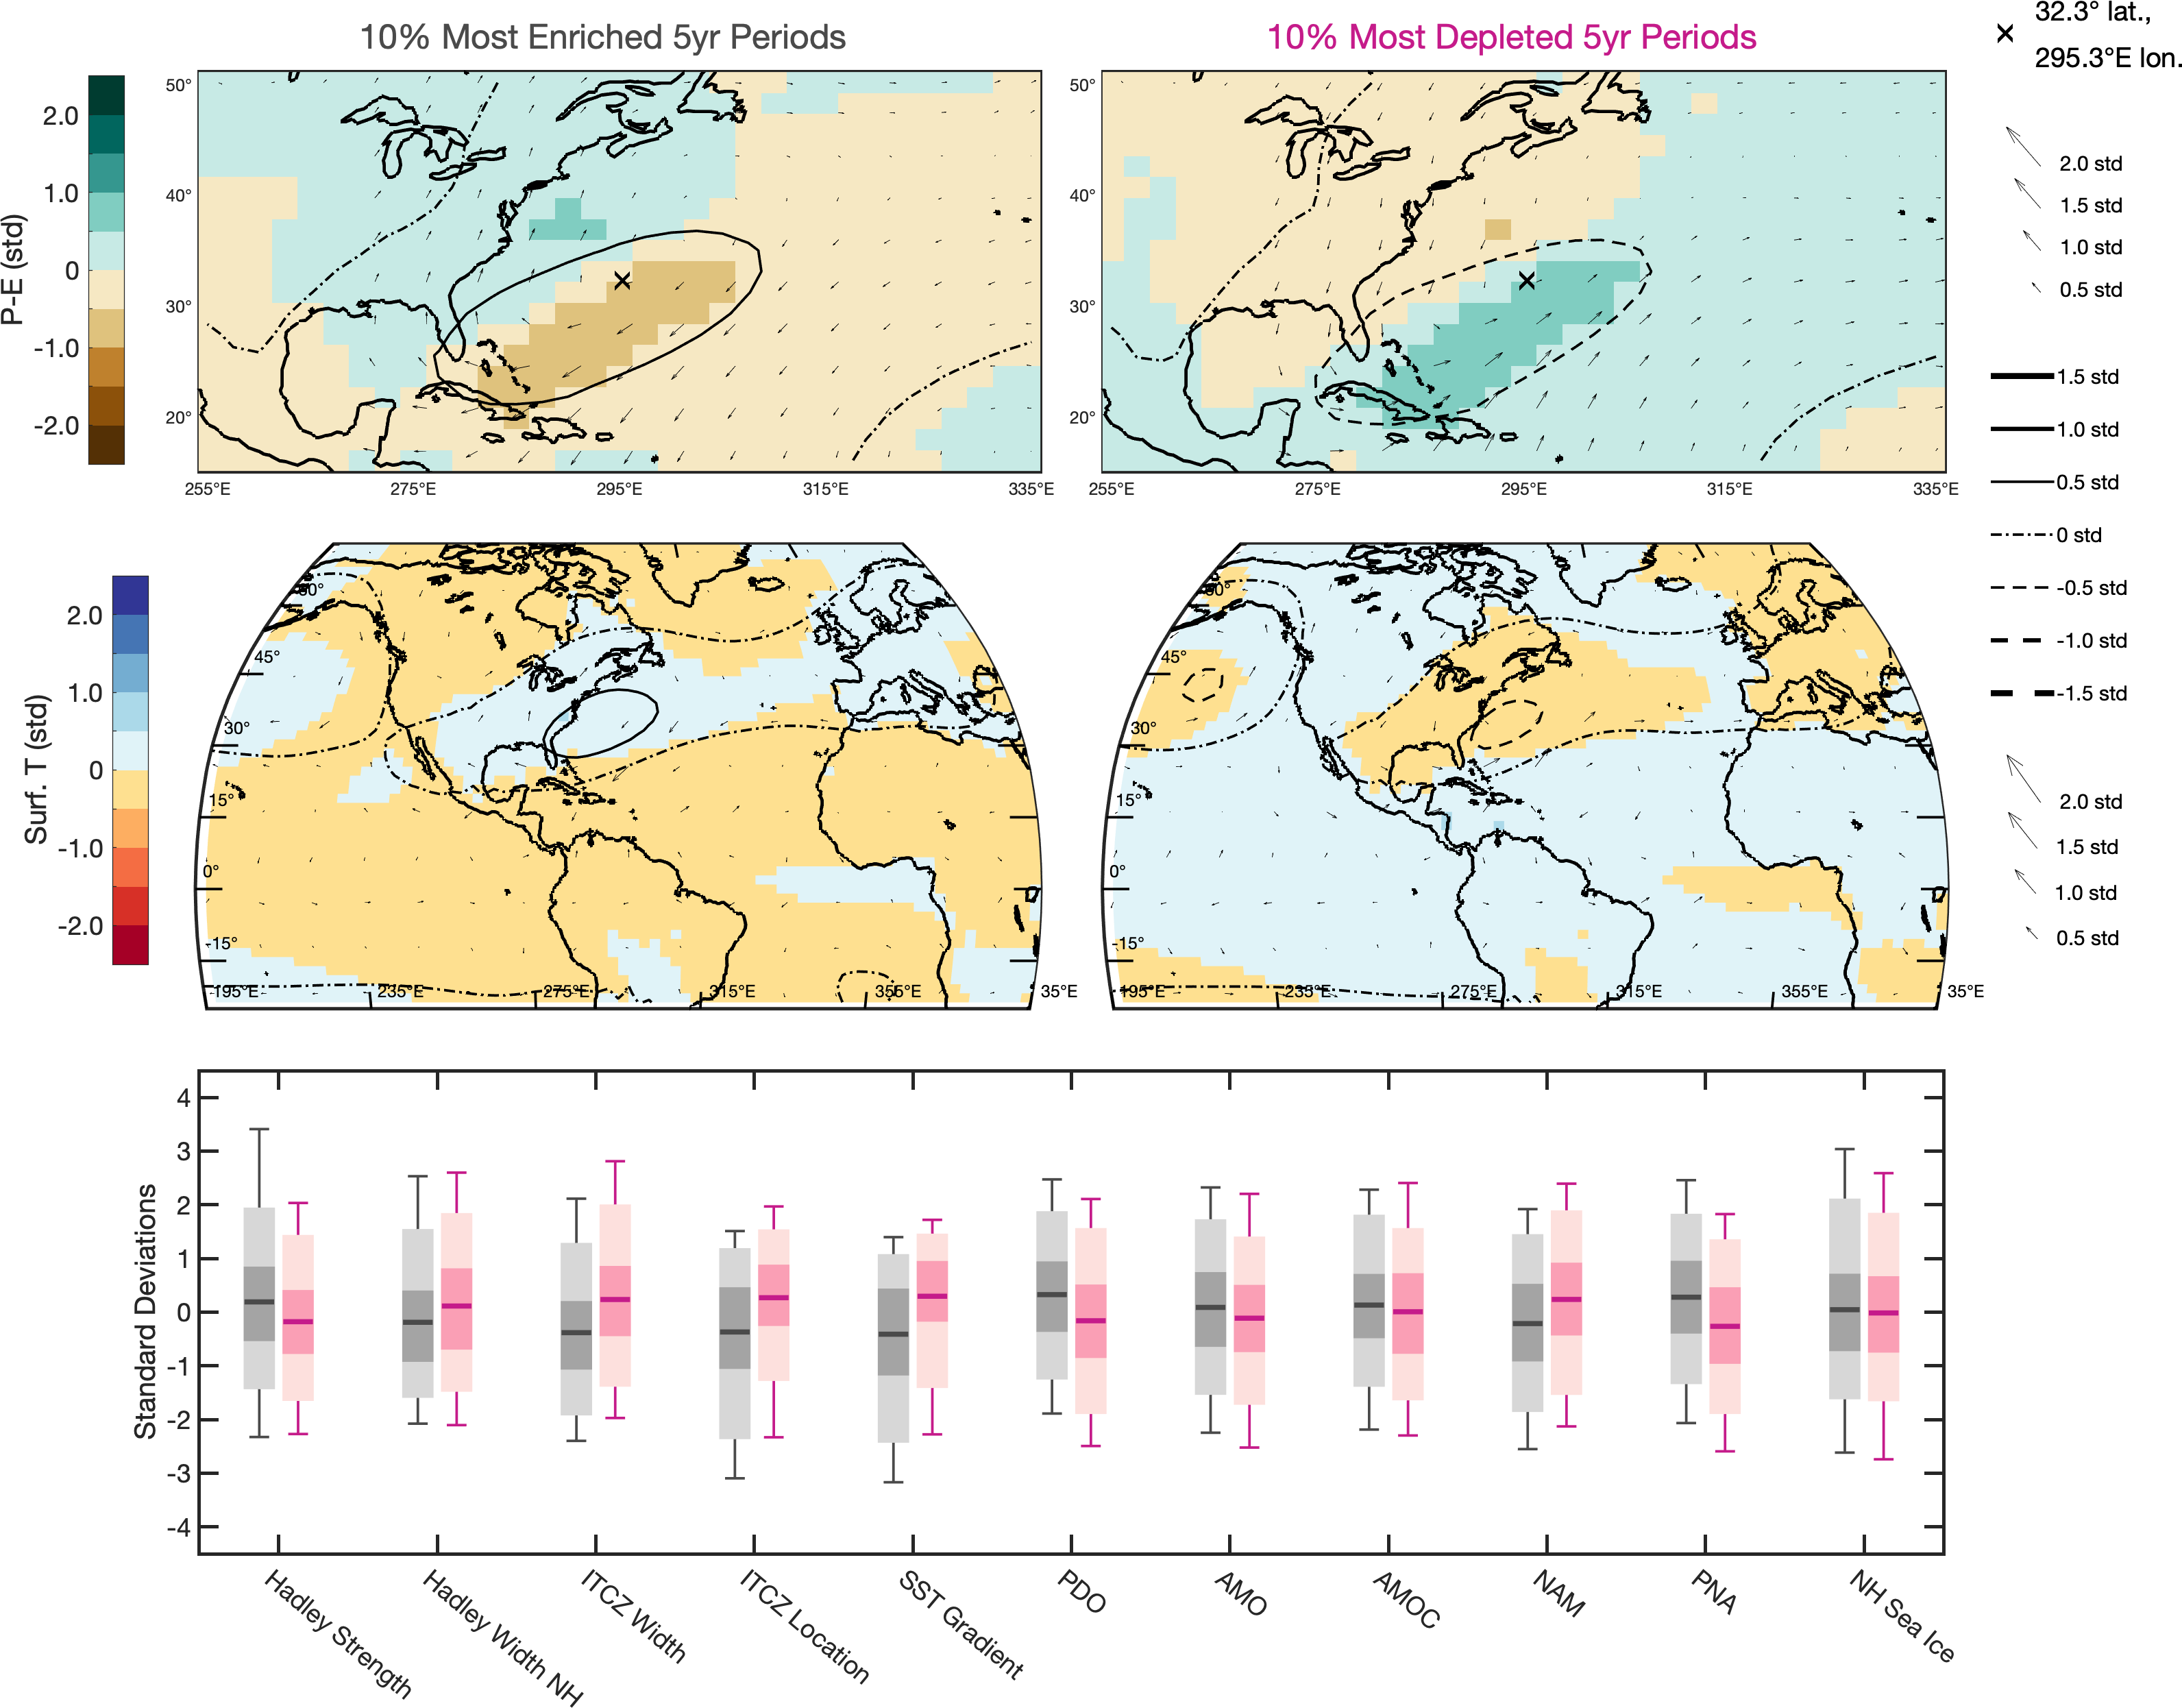 10% Most Enriched 5yr Periods
10% Most Depleted 5yr Periods
32.3° lat.,
295.3°E lon.
P-E (std)
2.0
1.0
0
-1.0
-2.0
50°
40°
30°
20°
255°E 275°E 295°E 315°E 335°E
50°
40°
30°
20°
255°E 275°E 295°E 315°E 335°E
2.0 std
1.5 std
1.0 std
0.5 std
1.5 std
1.0 std
0.5 std
0 std
-0.5 std
-1.0 std
-1.5 std
2.0 std
1.5 std
1.0 std
0.5 std
Surf. T (std)
2.0
1.0
0
-1.0
-2.0
60°
45°
30°
15°
0°
-15°
195°E 235°E 275°E 315°E 355°E 35°E
60°
45°
30°
15°
0°
-15°
195°E 235°E 275°E 315°E 355°E 35°E
Standard Deviations
4
3
2
1
0
-1
-2
-3
-4
Hadley Strength
Hadley Width NH
ITCZ Width
ITCZ Location
SST Gradient
PDO
AMO
AMOC
NAM
PNA
NH Sea Ice